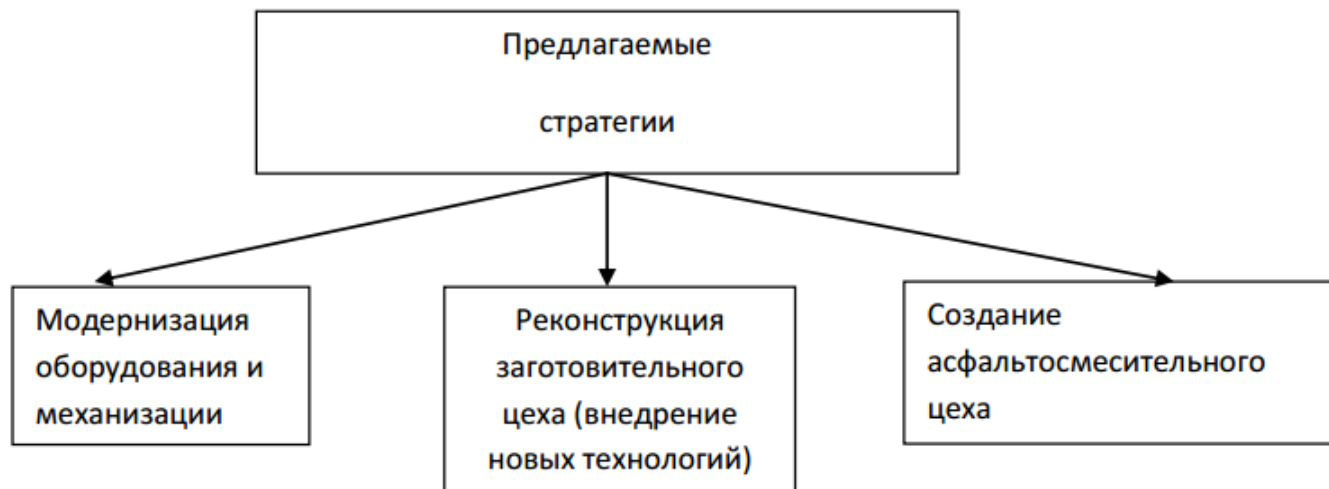 Предлагаемые
стратегии
Модернизация
оборудования и
механизации
Реконструкция
заготовительного
цеха (внедрение
новых технологий)
Создание
асфальтосмесительного
цеха